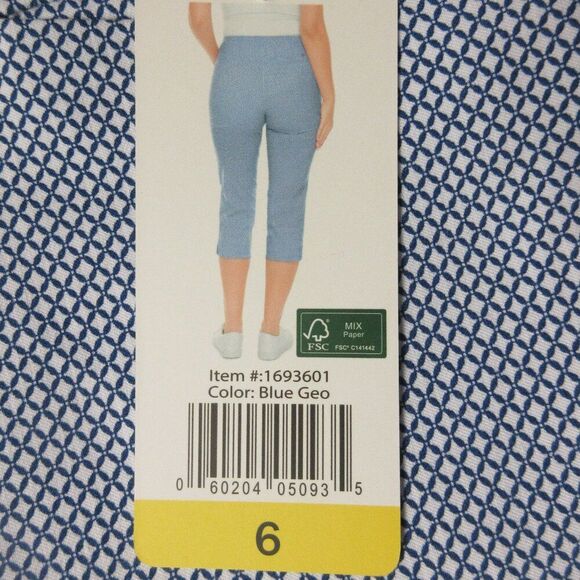 MIX
Paper
FSC
FSC® C141442
Item #:1693601
Color: Blue Geo
0 60204 05093 5
6